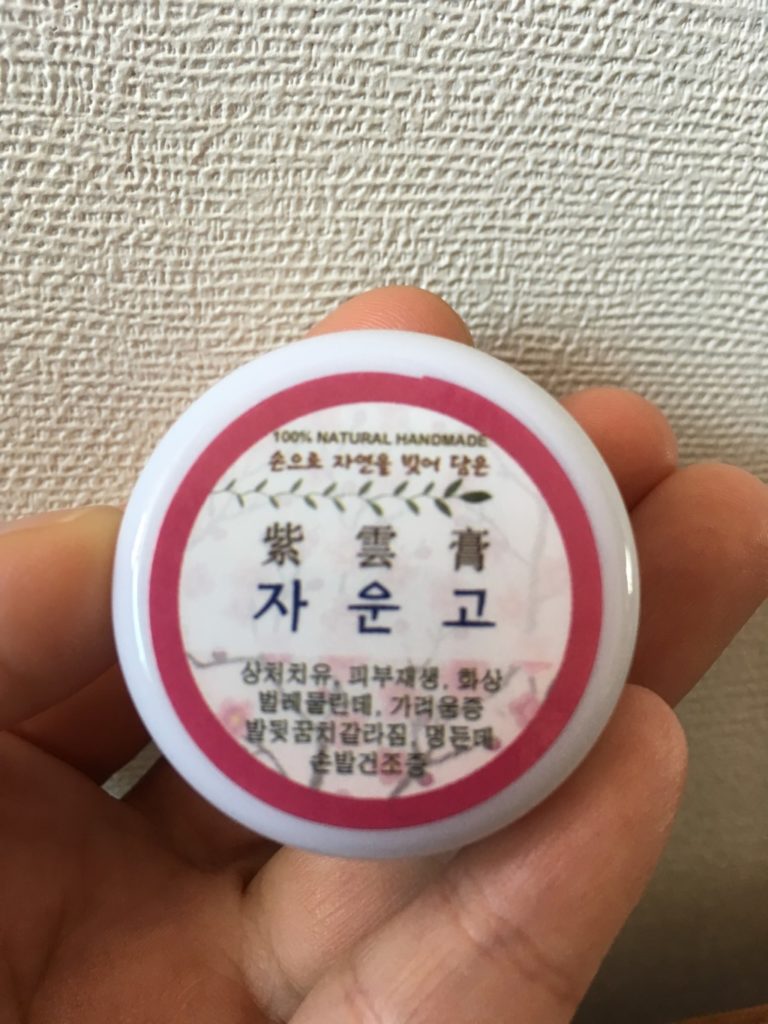 100% NATURAL HANDMADE
손으로 자연을 빚어 담은
紫 雲 膏
자 운 고
상처치유, 피부재생, 화상
벌레물린데, 가려움증
발뒷꿈치갈라짐, 멍든데
손발건조증